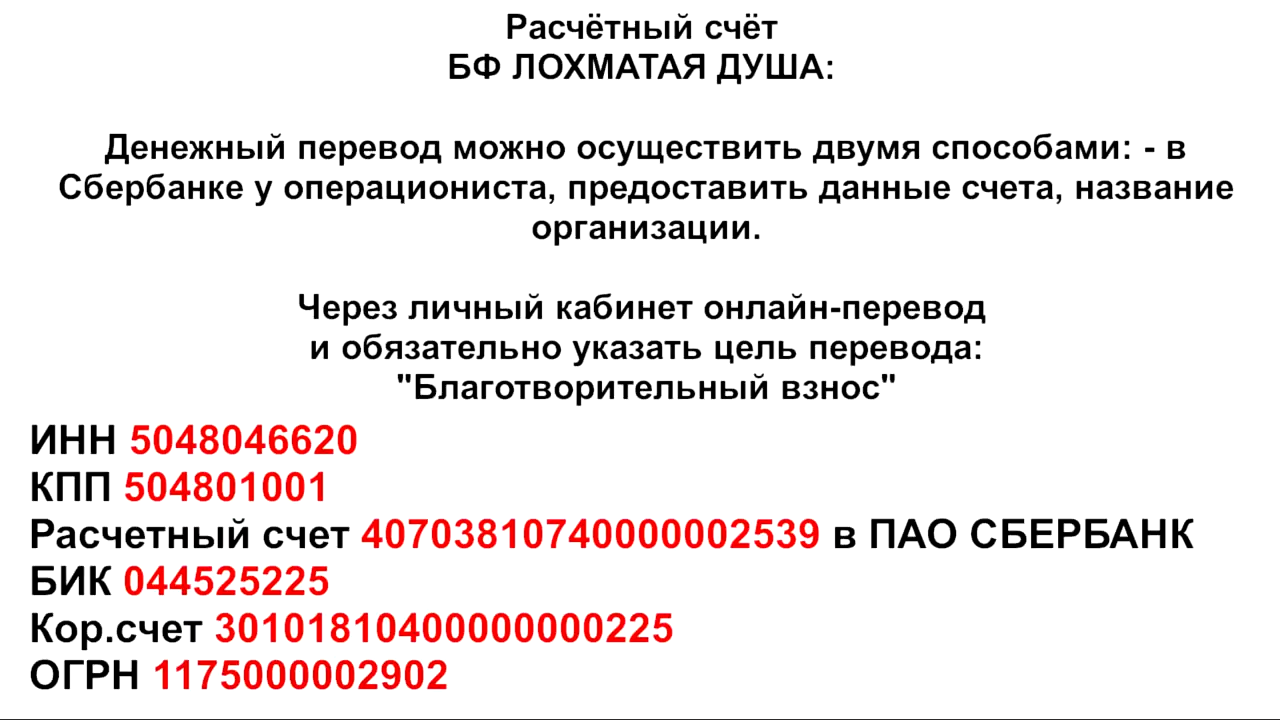 Расчётный счёт
БФ ЛОХМАТАЯ ДУША:
Денежный перевод можно осуществить двумя способами: - в
Сбербанке у операциониста, предоставить данные счета, название
организации.
Через личный кабинет онлайн-перевод
и обязательно указать цель перевода:
"Благотворительный взнос"
ИНН 5048046620
КПП 504801001
Расчетный счет 40703810740000002539 в ПАО СБЕРБАНК
БИК 044525225
Кор.счет 30101810400000000225
ОГРН 1175000002902